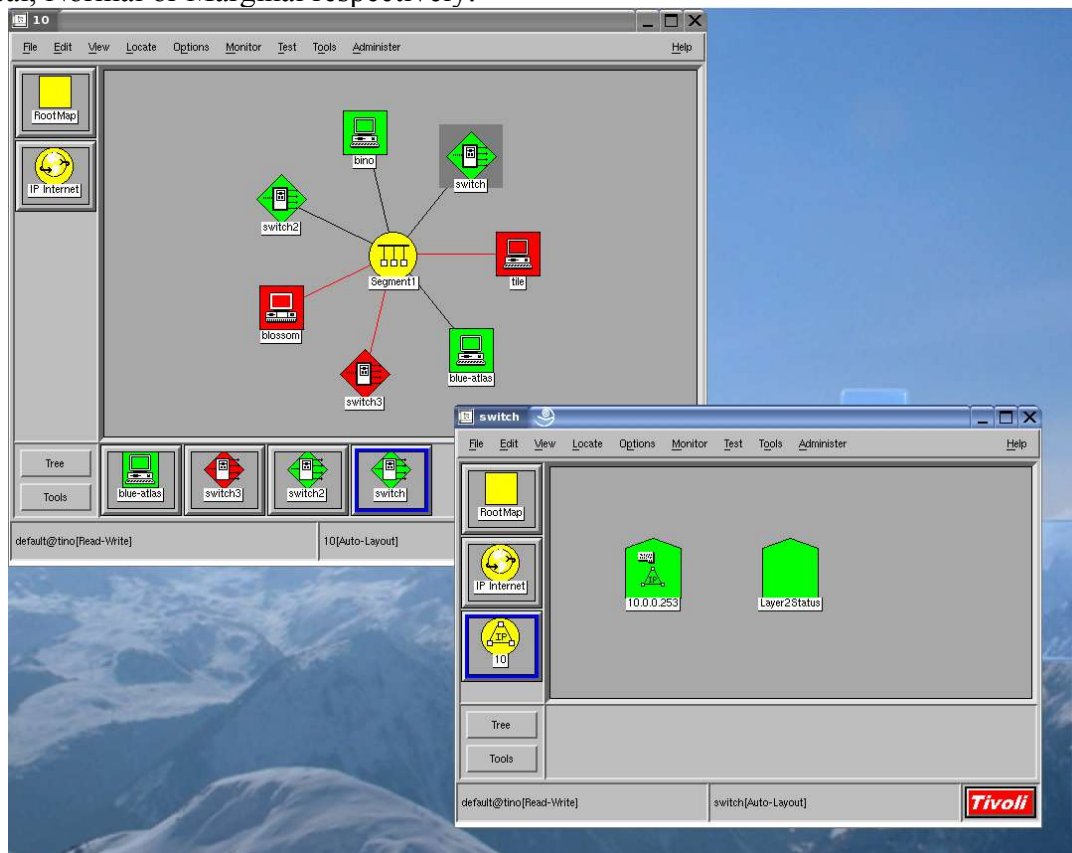 al, Normal or Marginal respectively.
10
File Edit View Locate Options Monitor Test Tools Administer Help
RootMap
IP Internet
bino
switch
switch2
tile
Segment1
blossom
blue-atlas
switch3
Tree
Tools
blue-atlas
switch3
switch2
switch
default@tino[Read-Write]
10[Auto-Layout]
switch
File Edit View Locate Options Monitor Test Tools Administer Help
RootMap
IP Internet
IP
10
IP
10.0.0.253
Layer2Status
Tree
Tools
default@tino[Read-Write]
switch[Auto-Layout]
Tivoli